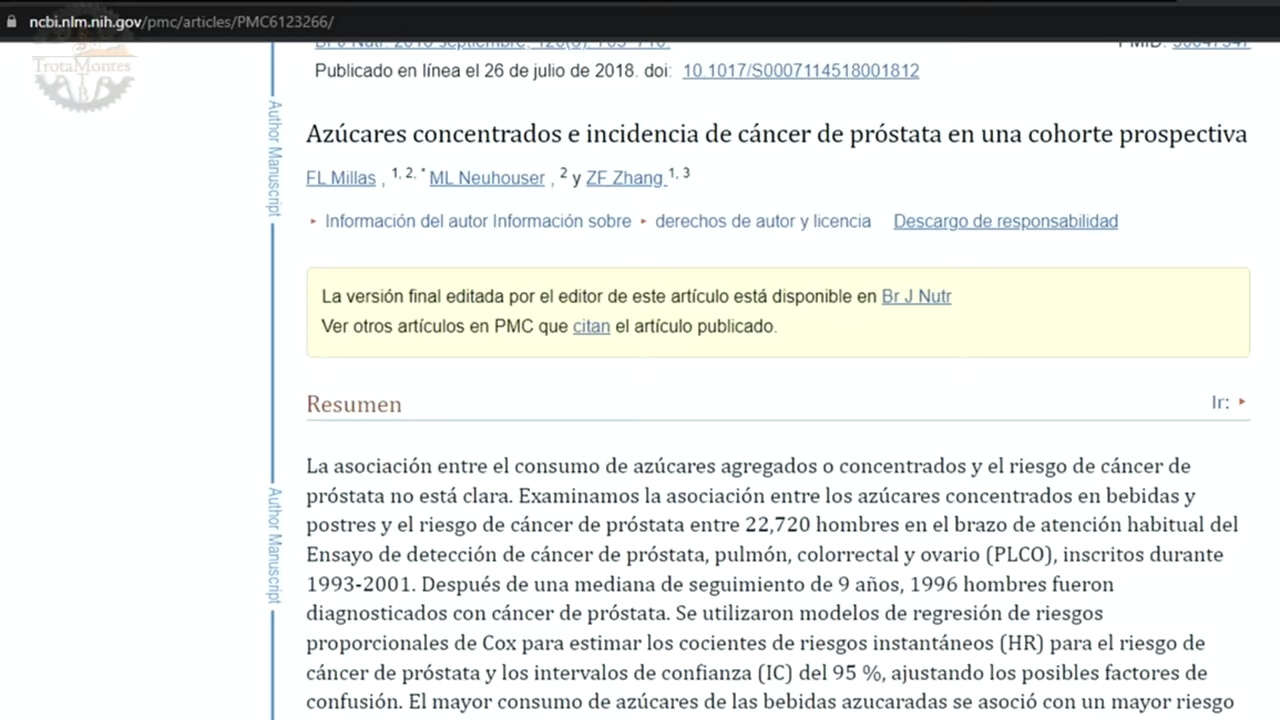 ncbi.nlm.nih.gov/pmc/articles/PMC6123266/
TrotaMontes
Publicado en línea el 26 de julio de 2018. doi: 10.1017/S0007114518001812
Azúcares concentrados e incidencia de cáncer de próstata en una cohorte prospectiva
FL Millas , 1, 2, * ML Neuhouser , 2 y ZF Zhang 1, 3
▸ Información del autor Información sobre ▸ derechos de autor y licencia Descargo de responsabilidad
La versión final editada por el editor de este artículo está disponible en Br J Nutr
Ver otros artículos en PMC que citan el artículo publicado.
Resumen Ir: ▸
La asociación entre el consumo de azúcares agregados o concentrados y el riesgo de cáncer de
próstata no está clara. Examinamos la asociación entre los azúcares concentrados en bebidas y
postres y el riesgo de cáncer de próstata entre 22,720 hombres en el brazo de atención habitual del
Ensayo de detección de cáncer de próstata, pulmón, colorrectal y ovario (PLCO), inscritos durante
1993-2001. Después de una mediana de seguimiento de 9 años, 1996 hombres fueron
diagnosticados con cáncer de próstata. Se utilizaron modelos de regresión de riesgos
proporcionales de Cox para estimar los cocientes de riesgos instantáneos (HR) para el riesgo de
cáncer de próstata y los intervalos de confianza (IC) del 95 %, ajustando los posibles factores de
confusión. El mayor consumo de azúcares de las bebidas azucaradas se asoció con un mayor riesgo
Author Manuscript
Author Manuscript